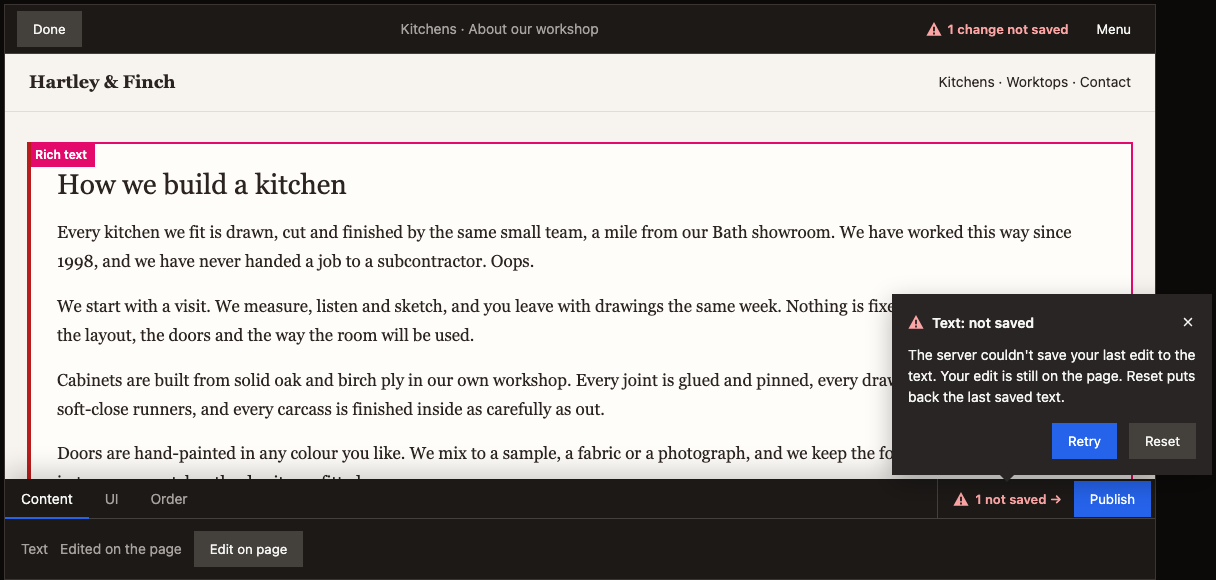 Done
Kitchens · About our workshop
1 change not saved
Menu
Hartley & Finch
Kitchens · Worktops · Contact
Rich text
How we build a kitchen
Every kitchen we fit is drawn, cut and finished by the same small team, a mile from our Bath showroom. We have worked this way since
1998, and we have never handed a job to a subcontractor. Oops.
We start with a visit. We measure, listen and sketch, and you leave with drawings the same week. Nothing is
the layout, the doors and the way the room will be used.
Cabinets are built from solid oak and birch ply in our own workshop. Every joint is glued and pinned, every
soft-close runners, and every carcass is finished inside as carefully as out.
Doors are hand-painted in any colour you like. We mix to a sample, a fabric or a photograph, and we keep the
Text: not saved
The server couldn't save your last edit to the
text. Your edit is still on the page. Reset puts
back the last saved text.
Retry
Reset
Content
UI
Order
1 not saved →
Publish
Text
Edited on the page
Edit on page